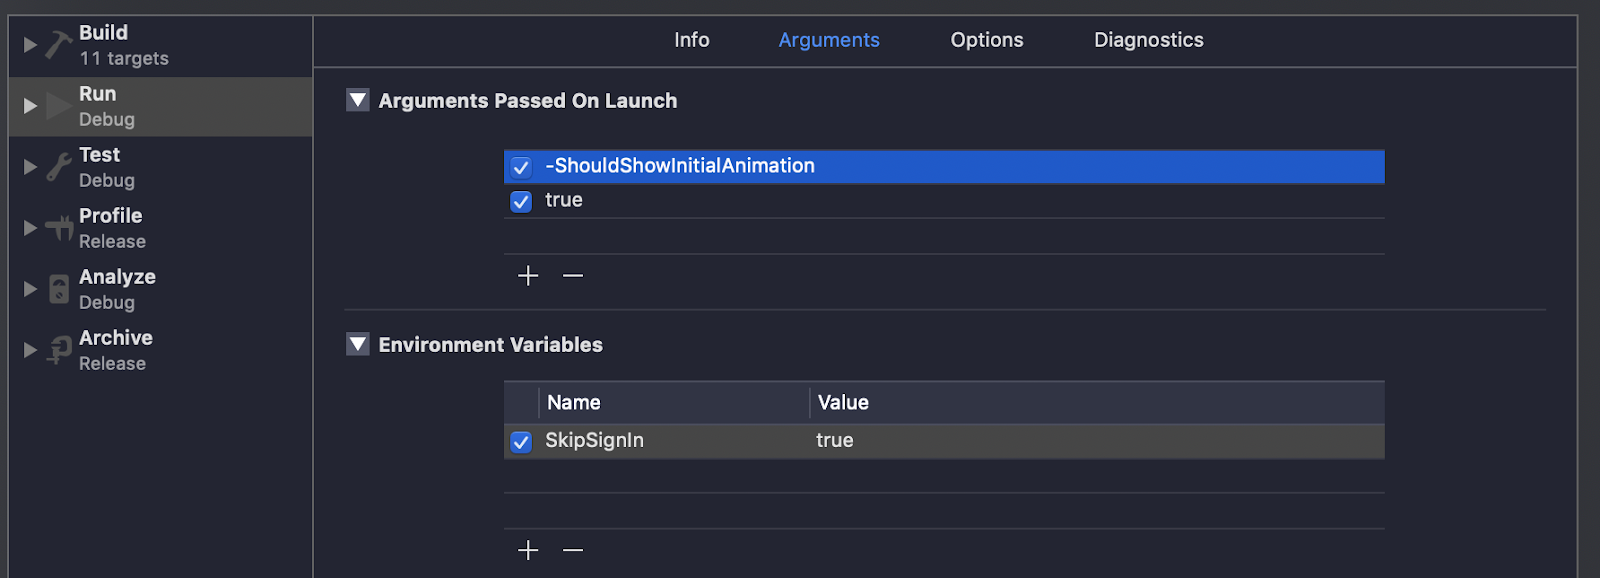 Build
11 targets
Run
Debug
Test
Debug
Profile
Release
Analyze
Debug
Archive
Release
Info Arguments Options Diagnostics
Arguments Passed On Launch
-ShouldShowInitialAnimation
true
Environment Variables
Name Value
SkipSignIn true